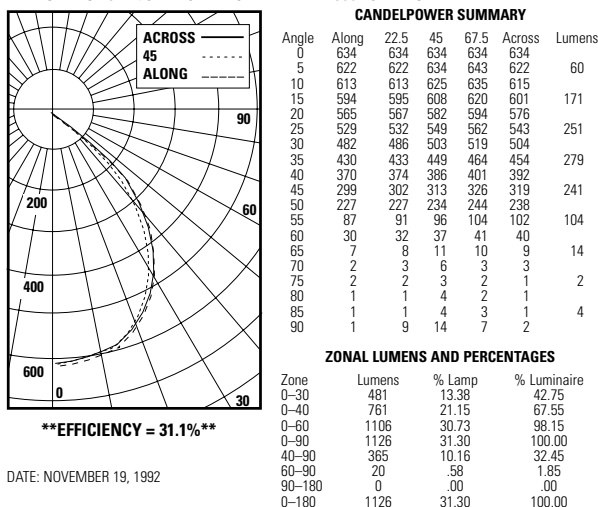 ACROSS
45
ALONG
90
200
60
400
600
0
30
**EFFICIENCY = 31.1%**
DATE: NOVEMBER 19, 1992
CANDELPOWER SUMMARY
Angle Along 22.5 45 67.5 Across Lumens
0 634 634 634 634 634
5 622 622 634 643 622 60
10 613 613 625 635 615
15 594 595 608 620 601 171
20 565 567 582 594 576
25 529 532 549 562 543 251
30 482 486 503 519 504
35 430 433 449 464 454 279
40 370 374 386 401 392
45 299 302 313 326 319 241
50 227 227 234 244 238
55 87 91 96 104 102 104
60 30 32 37 41 40
65 7 8 11 10 9 14
70 2 3 6 3 3
75 2 2 3 2 1 2
80 1 1 4 2 1
85 1 1 4 3 1 4
90 1 9 14 7 2
ZONAL LUMENS AND PERCENTAGES
Zone Lumens % Lamp % Luminaire
0–30 481 13.38 42.75
0–40 761 21.15 67.55
0–60 1106 30.73 98.15
0–90 1126 31.30 100.00
40–90 365 10.16 32.45
60–90 20 .58 1.85
90–180 0 .00 .00
0–180 1126 31.30 100.00